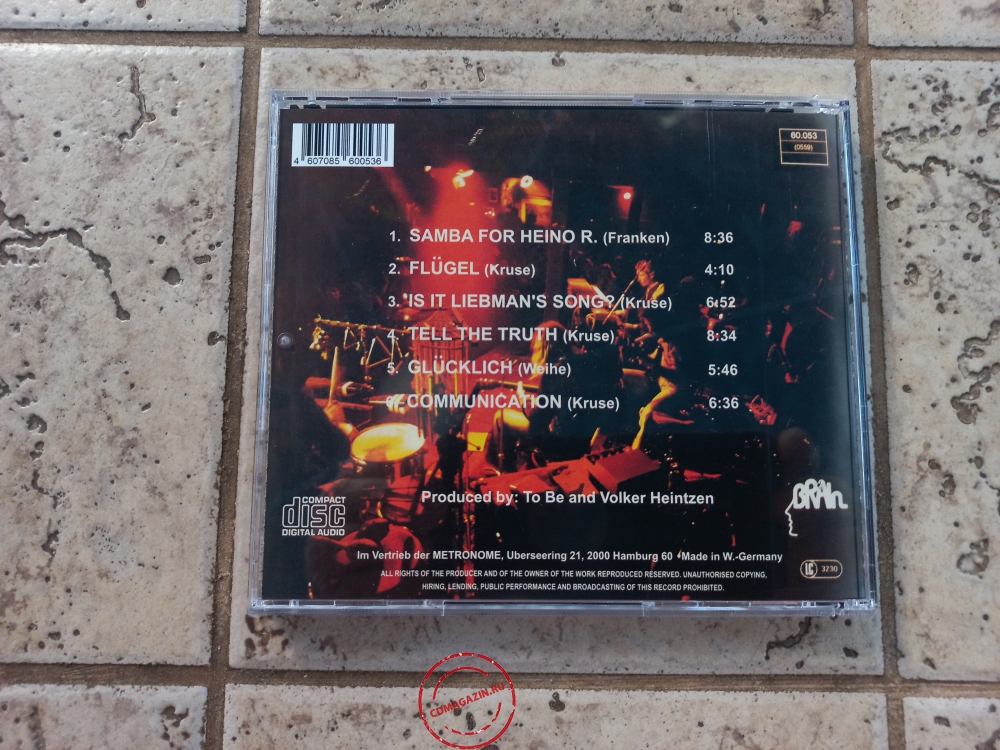 4 607085 600536
60.053
(0559)
1. SAMBA FOR HEINO R. (Franken) 8:36
2. FLÜGEL (Kruse) 4:10
3. IS IT LIEBMAN'S SONG? (Kruse) 6:52
4. TELL THE TRUTH (Kruse) 8:34
5. GLÜCKLICH (Weihe) 5:46
6. COMMUNICATION (Kruse) 6:36
Produced by: To Be and Volker Heintzen
COMPACT
disc
DIGITAL AUDIO
BRAIN
Im Vertrieb der METRONOME, Uberseering 21, 2000 Hamburg 60 • Made in W.-Germany
LC 3230
ALL RIGHTS OF THE PRODUCER AND OF THE OWNER OF THE WORK REPRODUCED RESERVED. UNAUTHORISED COPYING,
HIRING, LENDING, PUBLIC PERFORMANCE AND BROADCASTING OF THIS RECORD PROHIBITED.
CDMAGAZIN.RU